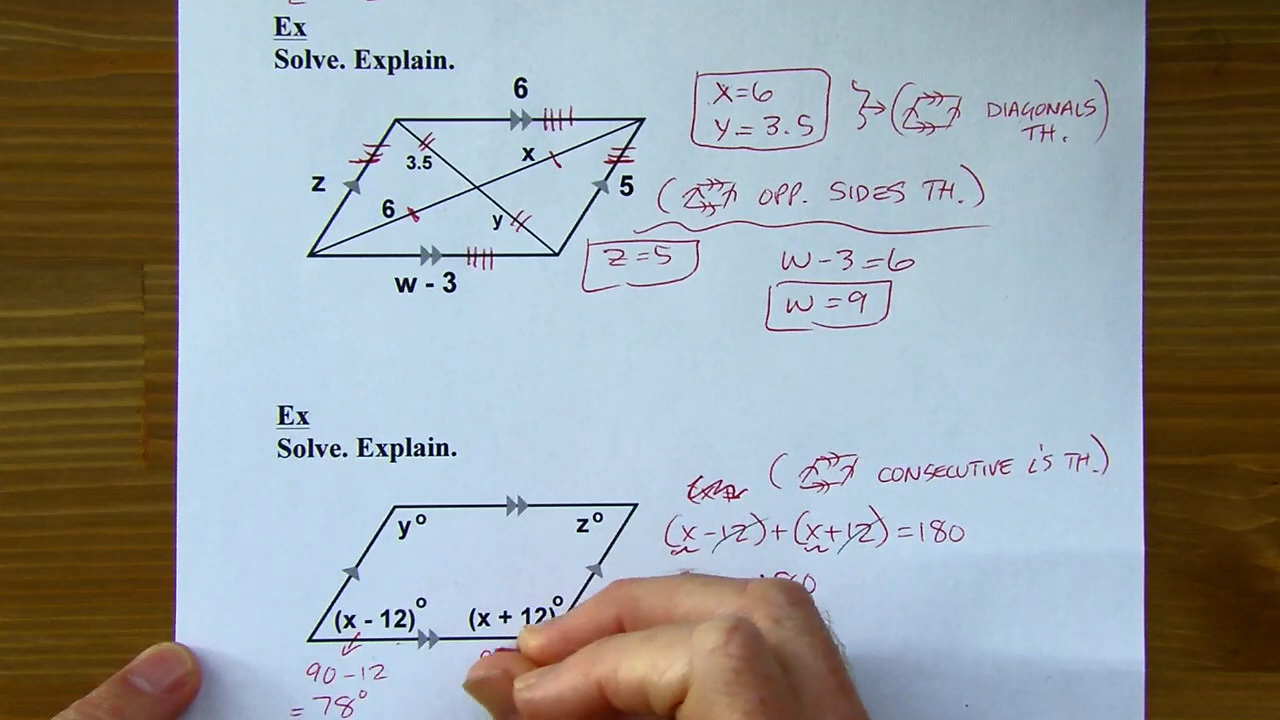 Ex
Solve. Explain.
6
3.5
x
z
5
6
y
w - 3
x=6
y=3.5
DIAGONALS
TH.
( OPP. SIDES TH.)
z=5
w-3=6
w=9
Ex
Solve. Explain.
( CONSECUTIVE ∠'S TH.)
(x-12)+(x+12)=180
180
y°
z°
(x - 12)°
(x + 12)°
90-12
=78°